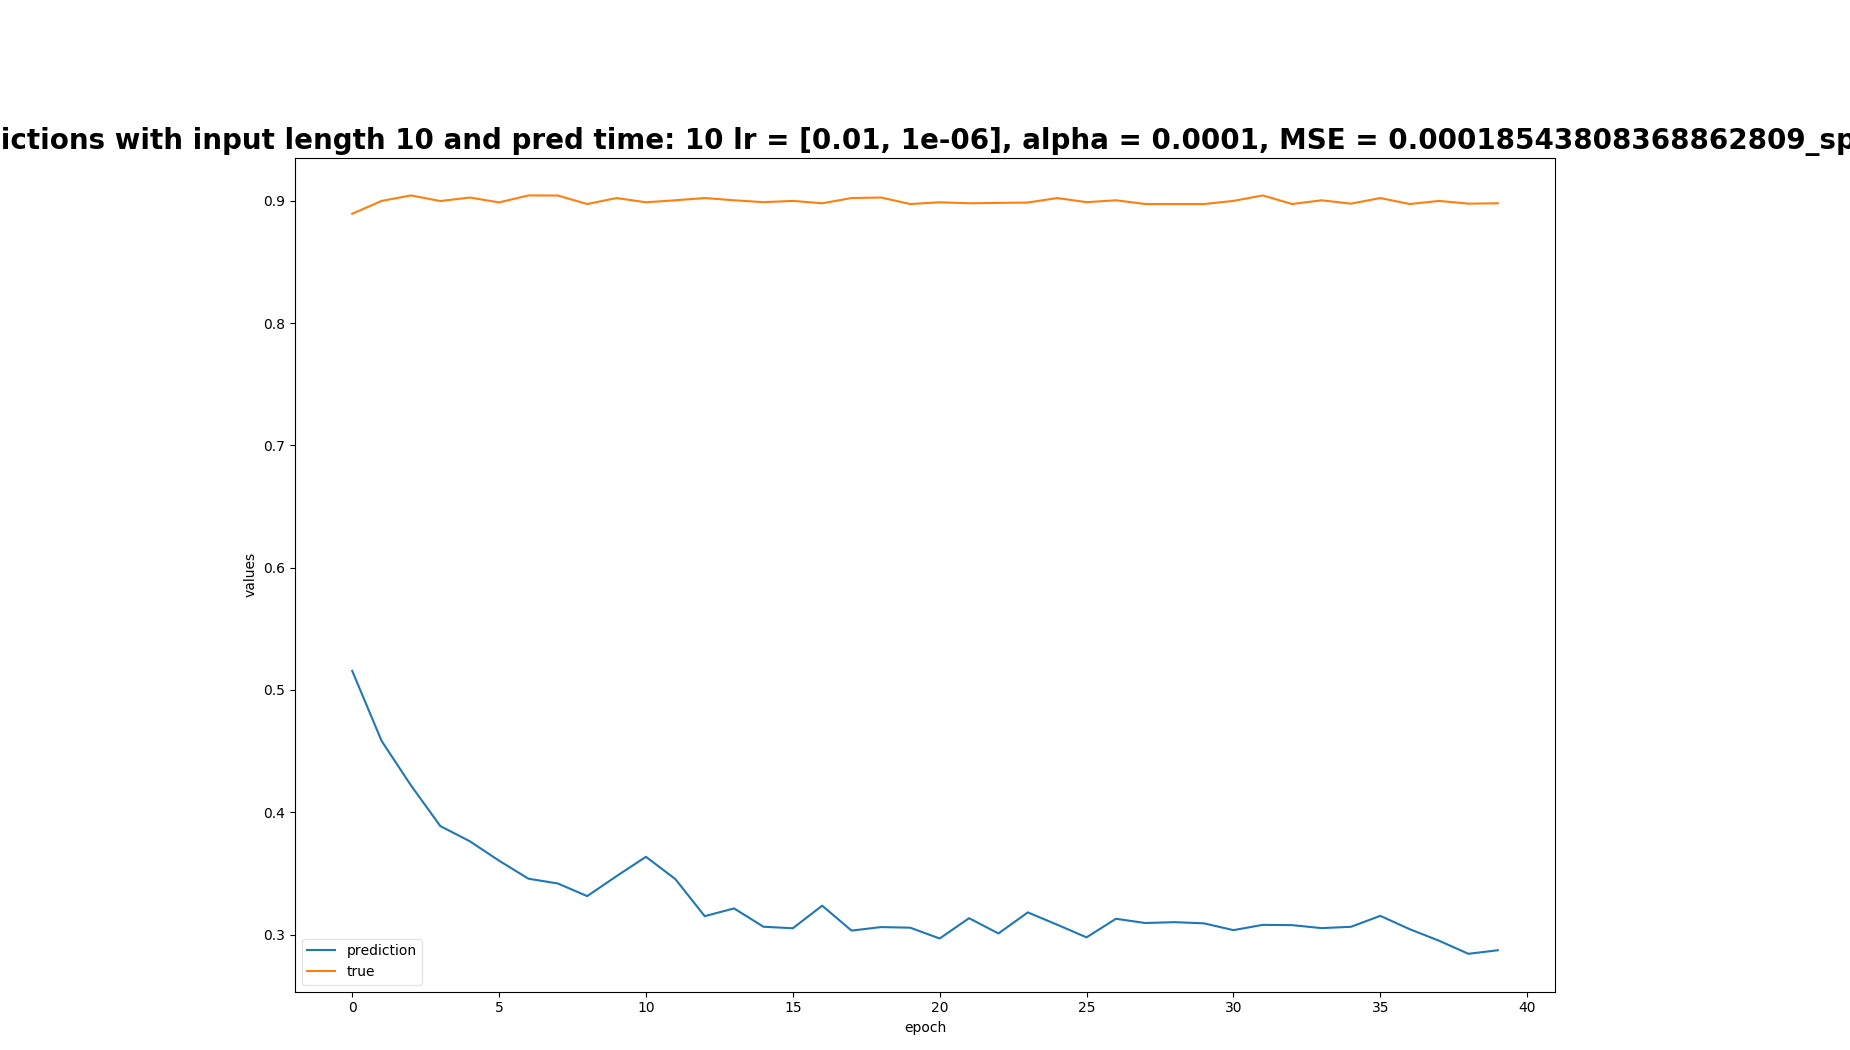 ictions with input length 10 and pred time: 10 lr = [0.01, 1e-06], alpha = 0.0001, MSE = 0.00018543808368862809_sp
0.9
0.8
0.7
0.6
0.5
0.4
0.3
values
prediction
true
0 5 10 15 20 25 30 35 40
epoch